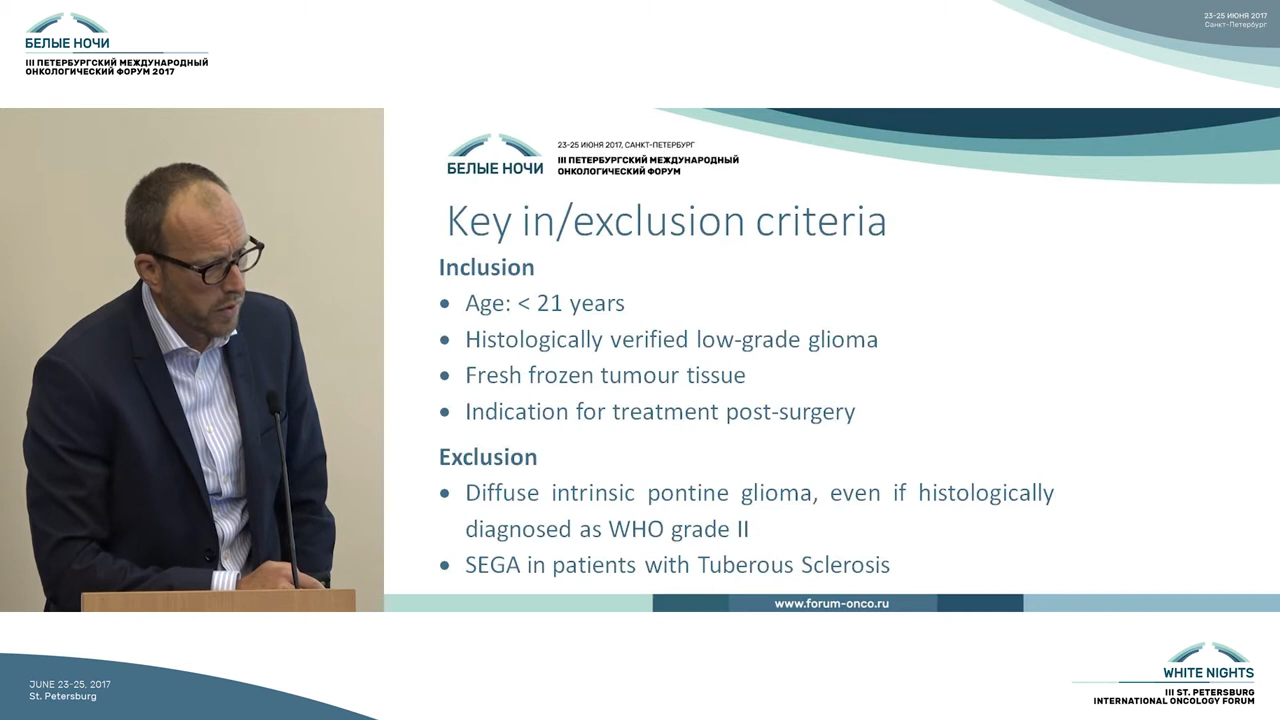 БЕЛЫЕ НОЧИ
III ПЕТЕРБУРГСКИЙ МЕЖДУНАРОДНЫЙ
ОНКОЛОГИЧЕСКИЙ ФОРУМ 2017
23-25 ИЮНЯ 2017
Санкт-Петербург
БЕЛЫЕ НОЧИ
23-25 ИЮНЯ 2017, САНКТ-ПЕТЕРБУРГ
III ПЕТЕРБУРГСКИЙ МЕЖДУНАРОДНЫЙ
ОНКОЛОГИЧЕСКИЙ ФОРУМ
Key in/exclusion criteria
Inclusion
• Age: < 21 years
• Histologically verified low-grade glioma
• Fresh frozen tumour tissue
• Indication for treatment post-surgery
Exclusion
• Diffuse intrinsic pontine glioma, even if histologically
diagnosed as WHO grade II
• SEGA in patients with Tuberous Sclerosis
www.forum-onco.ru
JUNE 23-25, 2017
St. Petersburg
WHITE NIGHTS
III ST. PETERSBURG
INTERNATIONAL ONCOLOGY FORUM